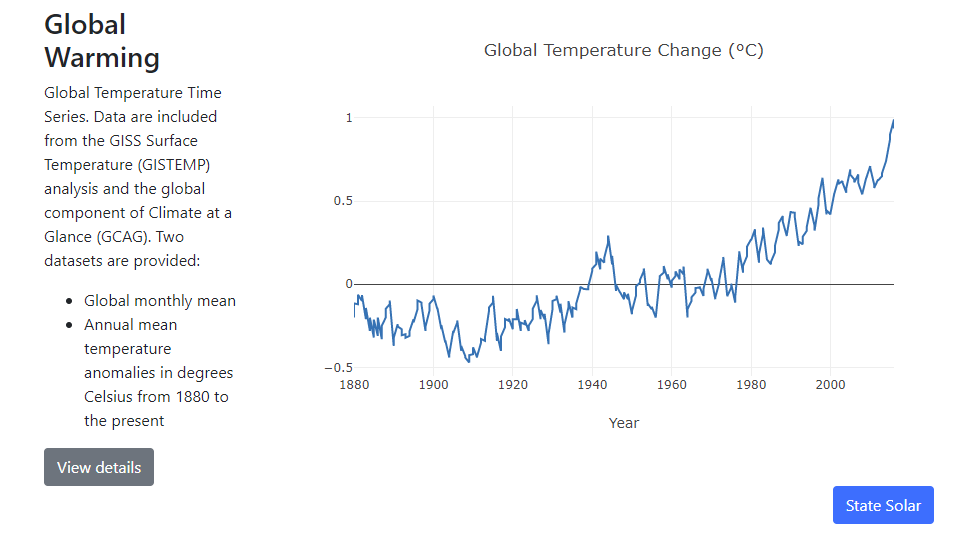 Global
Warming
Global Temperature Time
Series. Data are included
from the GISS Surface
Temperature (GISTEMP)
analysis and the global
component of Climate at a
Glance (GCAG). Two
datasets are provided:
• Global monthly mean
• Annual mean
temperature
anomalies in degrees
Celsius from 1880 to
the present
View details
Global Temperature Change (°C)
1
0.5
0
−0.5
1880 1900 1920 1940 1960 1980 2000
Year
State Solar